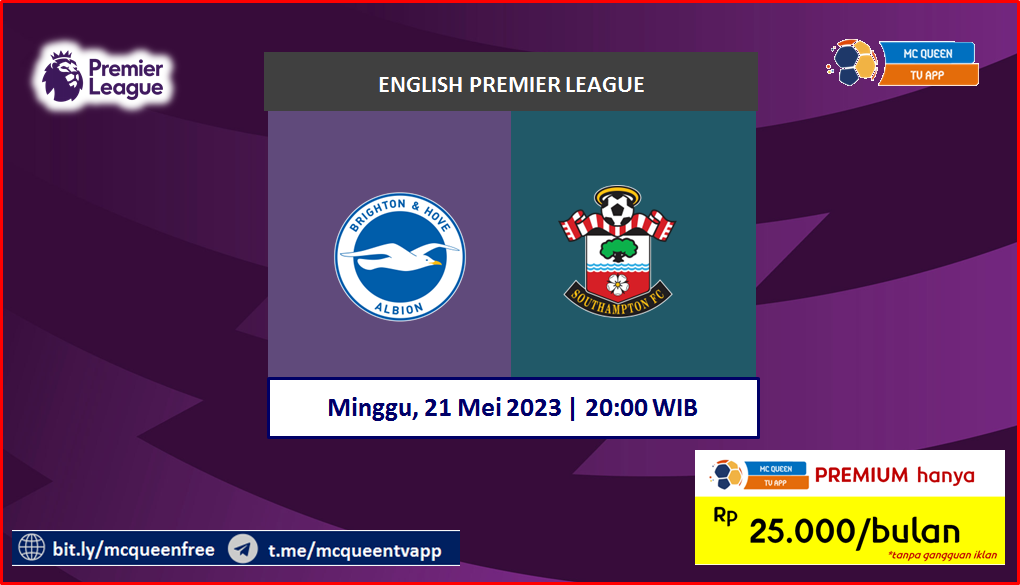 Premier
League
MC QUEEN
TV APP
ENGLISH PREMIER LEAGUE
BRIGHTON & HOVE
ALBION
SOUTHAMPTON FC
Minggu, 21 Mei 2023 | 20:00 WIB
MC QUEEN
TV APP
PREMIUM hanya
Rp 25.000/bulan
*tanpa gangguan iklan
bit.ly/mcqueenfree t.me/mcqueentvapp